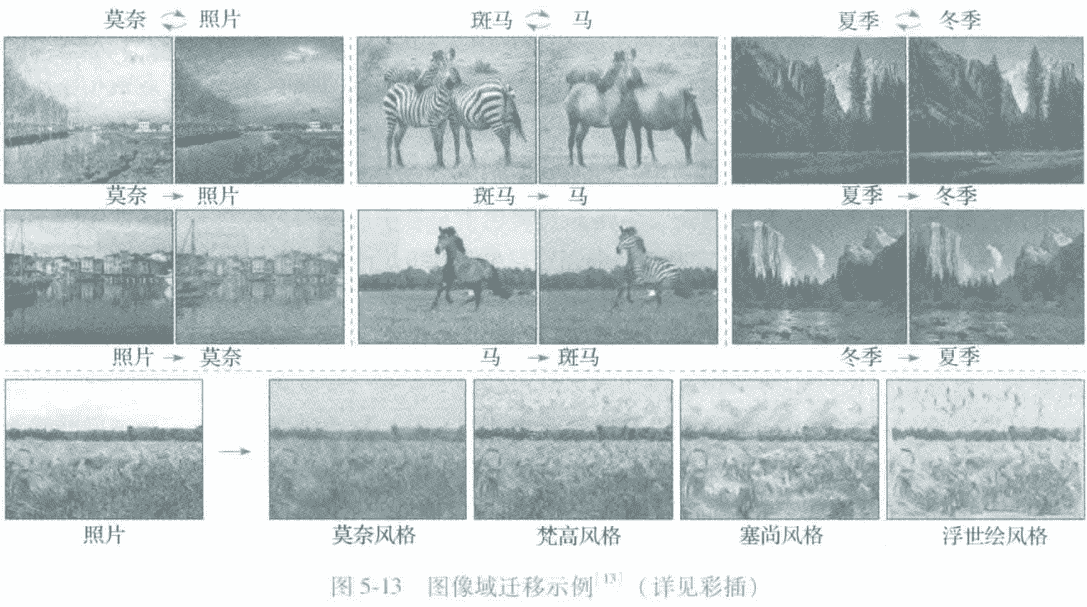 莫奈 ⇄ 照片 斑马 ⇄ 马 夏季 ⇄ 冬季
莫奈 → 照片 斑马 → 马 夏季 → 冬季
照片 → 莫奈 马 → 斑马 冬季 → 夏季
照片 → 莫奈风格 梵高风格 塞尚风格 浮世绘风格
图 5-13 图像域迁移示例[13]（详见彩插）